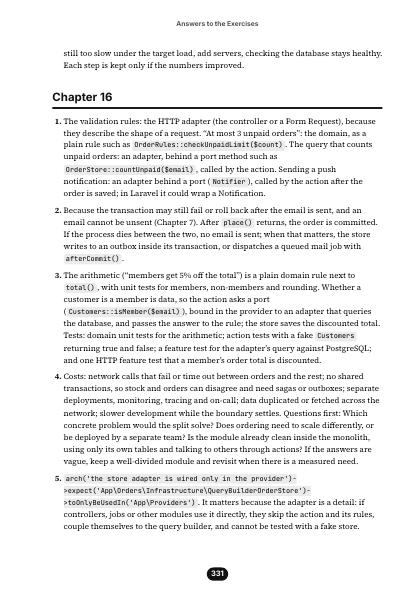 Answers to the Exercises
still too slow under the target load, add servers, checking the database stays healthy.
Each step is kept only if the numbers improved.
Chapter 16
1. The validation rules: the HTTP adapter (the controller or a Form Request), because
they describe the shape of a request. “At most 3 unpaid orders”: the domain, as a
plain rule such as OrderRules::checkUnpaidLimit($count) . The query that counts
unpaid orders: an adapter, behind a port method such as
OrderStore::countUnpaid($email) , called by the action. Sending a push
notification: an adapter behind a port ( Notifier ), called by the action after the
order is saved; in Laravel it could wrap a Notification.
2. Because the transaction may still fail or roll back after the email is sent, and an
email cannot be unsent (Chapter 7). After place() returns, the order is committed.
If the process dies between the two, no email is sent; when that matters, the store
writes to an outbox inside its transaction, or dispatches a queued mail job with
afterCommit() .
3. The arithmetic (“members get 5% off the total”) is a plain domain rule next to
total() , with unit tests for members, non-members and rounding. Whether a
customer is a member is data, so the action asks a port
( Customers::isMember($email) ), bound in the provider to an adapter that queries
the database, and passes the answer to the rule; the store saves the discounted total.
Tests: domain unit tests for the arithmetic; action tests with a fake Customers
returning true and false; a feature test for the adapter’s query against PostgreSQL;
and one HTTP feature test that a member’s order total is discounted.
4. Costs: network calls that fail or time out between orders and the rest; no shared
transactions, so stock and orders can disagree and need sagas or outboxes; separate
deployments, monitoring, tracing and on-call; data duplicated or fetched across the
network; slower development while the boundary settles. Questions first: Which
concrete problem would the split solve? Does ordering need to scale differently, or
be deployed by a separate team? Is the module already clean inside the monolith,
using only its own tables and talking to others through actions? If the answers are
vague, keep a well-divided module and revisit when there is a measured need.
5. arch('the store adapter is wired only in the provider')-
>expect('App\Orders\Infrastructure\QueryBuilderOrderStore')-
>toOnlyBeUsedIn('App\Providers') . It matters because the adapter is a detail: if
controllers, jobs or other modules use it directly, they skip the action and its rules,
couple themselves to the query builder, and cannot be tested with a fake store.
331